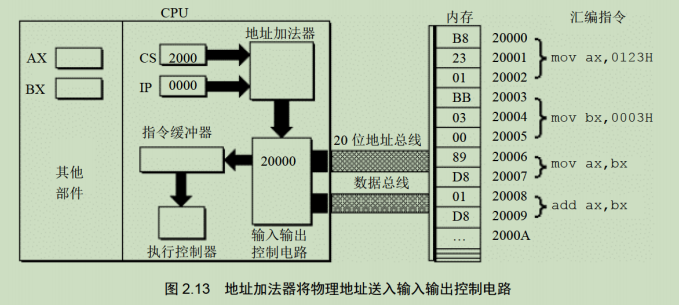 CPU
内存
汇编指令
地址加法器
AX
BX
CS
2000
IP
0000
指令缓冲器
20000
20位地址总线
数据总线
其他
部件
执行控制器
输入输出
控制电路
B8 20000
23 20001 mov ax,0123H
01 20002
BB 20003
03 20004 mov bx,0003H
00 20005
89 20006 mov ax,bx
D8 20007
01 20008 add ax,bx
D8 20009
… 2000A
图 2.13 地址加法器将物理地址送入输入输出控制电路